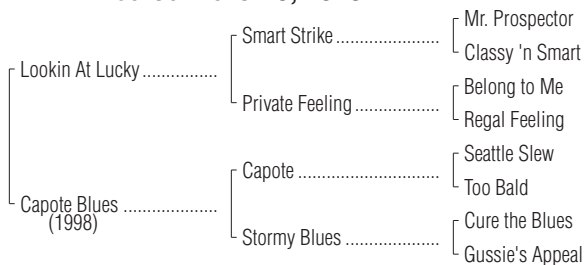 Mr. Prospector
Smart Strike
Classy 'n Smart
Lookin At Lucky
Belong to Me
Private Feeling
Regal Feeling
Seattle Slew
Capote
Too Bald
Capote Blues
(1998)
Cure the Blues
Stormy Blues
Gussie's Appeal